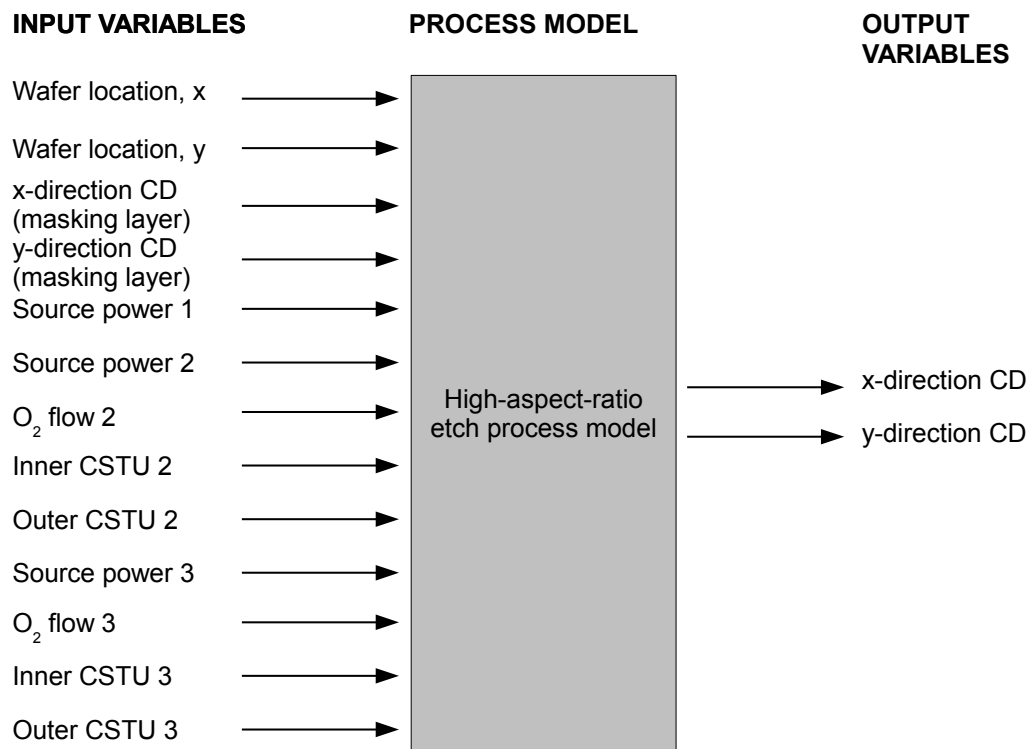 INPUT VARIABLES
PROCESS MODEL
OUTPUT
VARIABLES
Wafer location, x
Wafer location, y
x-direction CD
(masking layer)
y-direction CD
(masking layer)
Source power 1
Source power 2
O₂ flow 2
Inner CSTU 2
Outer CSTU 2
Source power 3
O₂ flow 3
Inner CSTU 3
Outer CSTU 3
High-aspect-ratio
etch process model
x-direction CD
y-direction CD